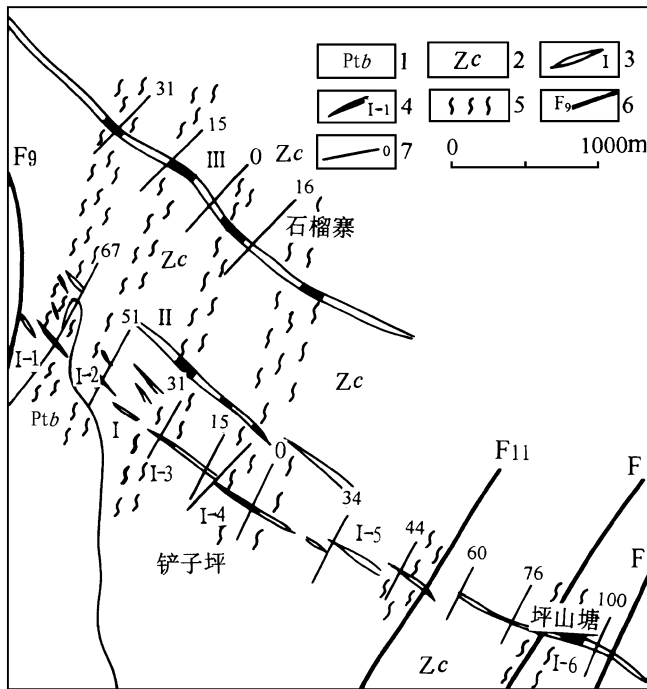 Ptb 1 Zc 2 I 3
I-1 4 5 F9 6
0 7 0 1000m
31
15
III 0 Zc
F9
16
石榴寨
Zc
67
51 II
I-1 I-2 31 Zc
Ptb I 15
0 F11
I-3 F
34
I-4 I-5 44
铲子坪 60 F
76
坪山塘 100
Zc I-6